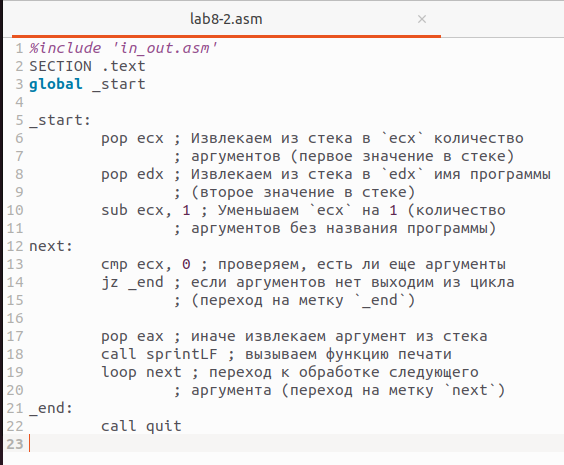 lab8-2.asm ×
1 %include 'in_out.asm'
2 SECTION .text
3 global _start
4
5 _start:
6 pop ecx ; Извлекаем из стека в `ecx` количество
7 ; аргументов (первое значение в стеке)
8 pop edx ; Извлекаем из стека в `edx` имя программы
9 ; (второе значение в стеке)
10 sub ecx, 1 ; Уменьшаем `ecx` на 1 (количество
11 ; аргументов без названия программы)
12 next:
13 cmp ecx, 0 ; проверяем, есть ли еще аргументы
14 jz _end ; если аргументов нет выходим из цикла
15 ; (переход на метку `_end`)
16
17 pop eax ; иначе извлекаем аргумент из стека
18 call sprintLF ; вызываем функцию печати
19 loop next ; переход к обработке следующего
20 ; аргумента (переход на метку `next`)
21 _end:
22 call quit
23